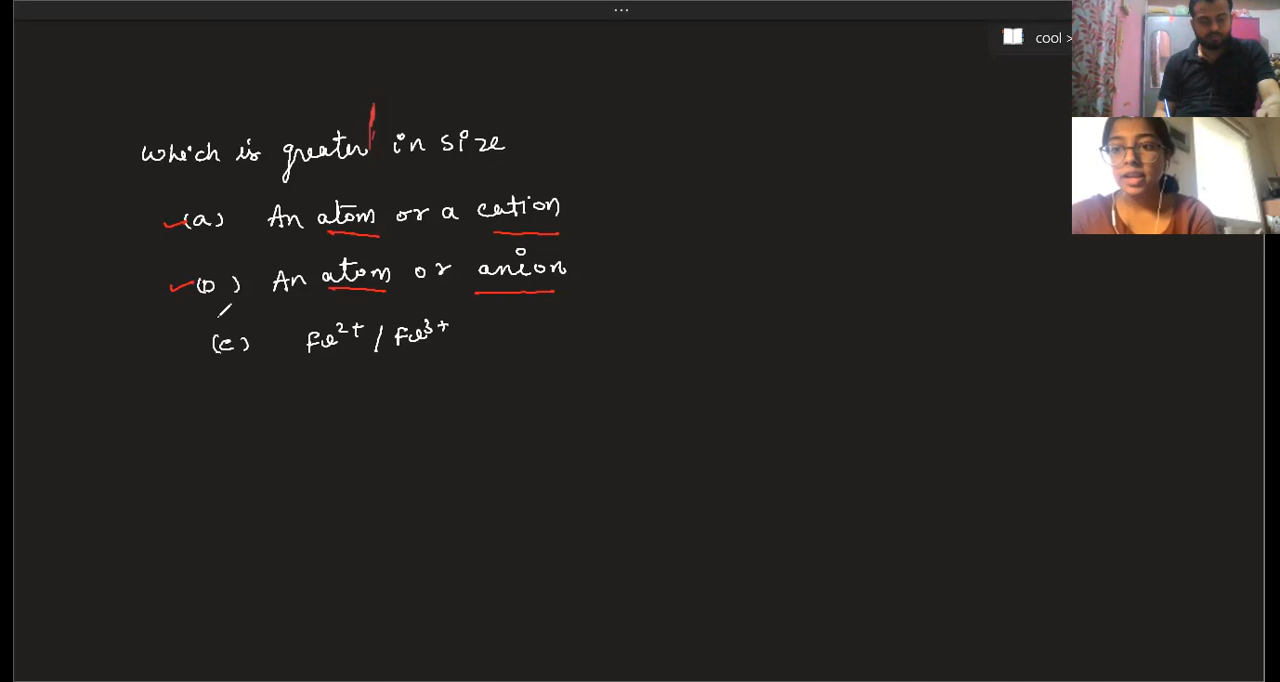 ...
cool >
which is greater in size
(a) An atom or a cation
(b) An atom or anion
(c) Fe²⁺ / Fe³⁺